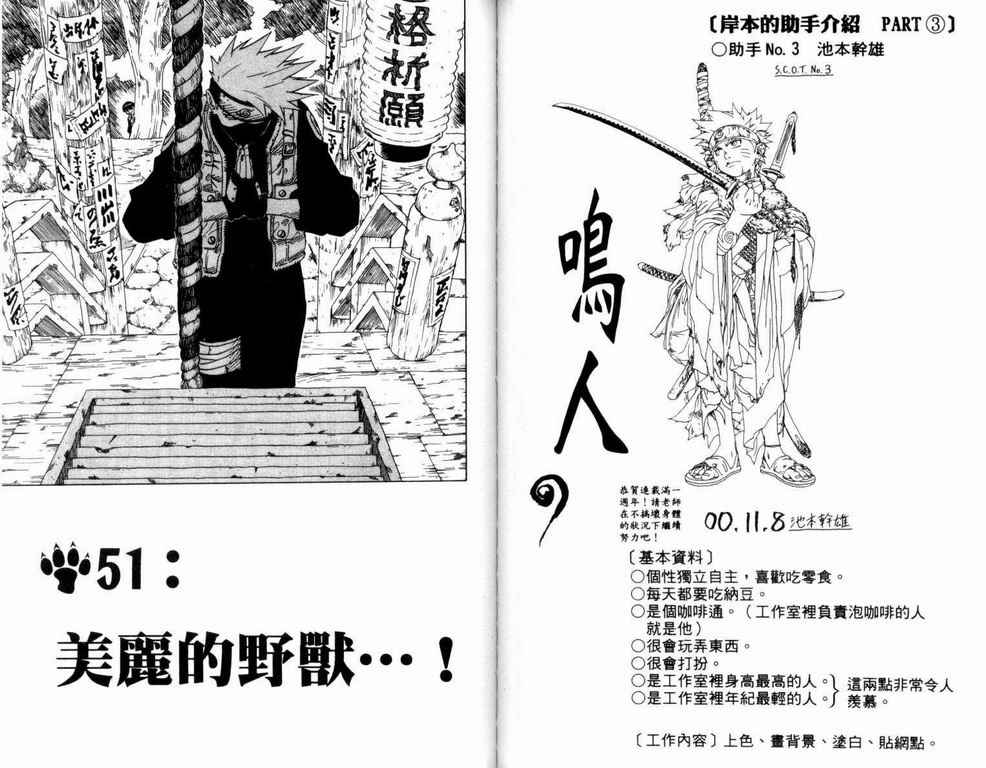 〔岸本的助手介紹 PART③〕
○助手No.3 池本幹雄
S.C.O.T. No.3
鳴人
恭賀連載滿一
週年！請老師
在不搞壞身體
的狀況下繼續
努力吧！
00.11.8 池本幹雄
〔基本資料〕
○個性獨立自主，喜歡吃零食。
○每天都要吃納豆。
○是個咖啡通。（工作室裡負責泡咖啡的人
就是他）
○很會玩弄東西。
○很會打扮。
○是工作室裡身高最高的人。
○是工作室裡年紀最輕的人。
這兩點非常令人
羨慕。
〔工作內容〕上色、畫背景、塗白、貼網點。
格祈願
51：
美麗的野獸…！